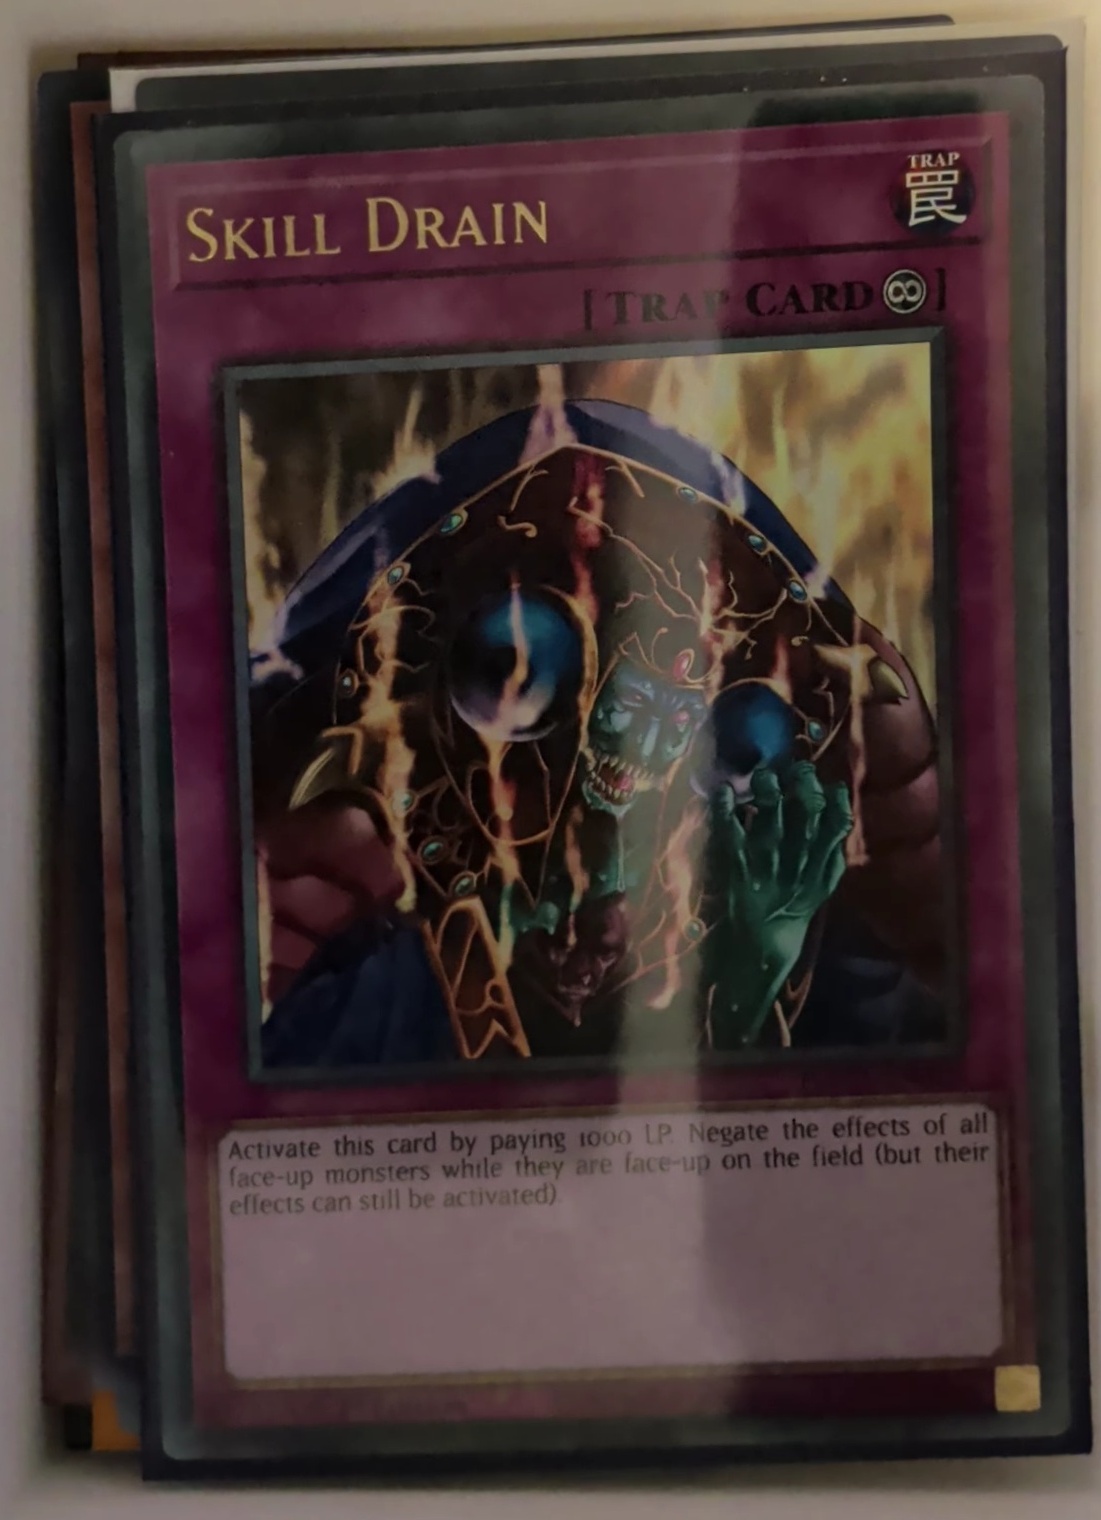 SKILL DRAIN
TRAP
罠
[TRAP CARD ∞]
Activate this card by paying 1000 LP. Negate the effects of all
face-up monsters while they are face-up on the field (but their
effects can still be activated).